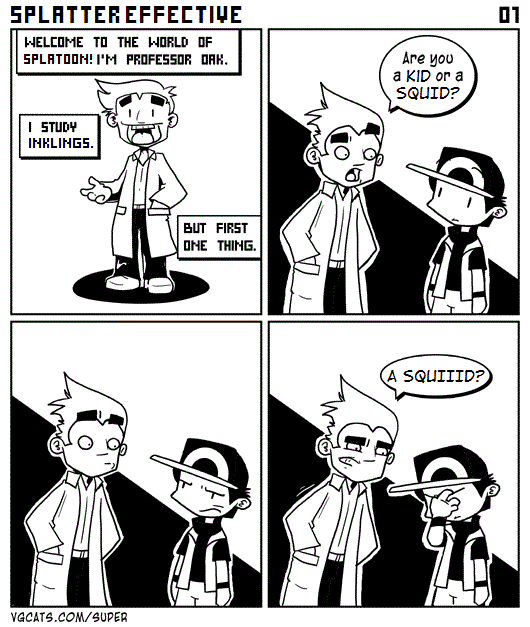 SPLATTER EFFECTIVE 01
WELCOME TO THE WORLD OF
SPLATOON! I'M PROFESSOR OAK.
I STUDY
INKLINGS.
BUT FIRST
ONE THING.
Are you
a KID or a
SQUID?
A SQUIIID?
VGCATS.COM/SUPER